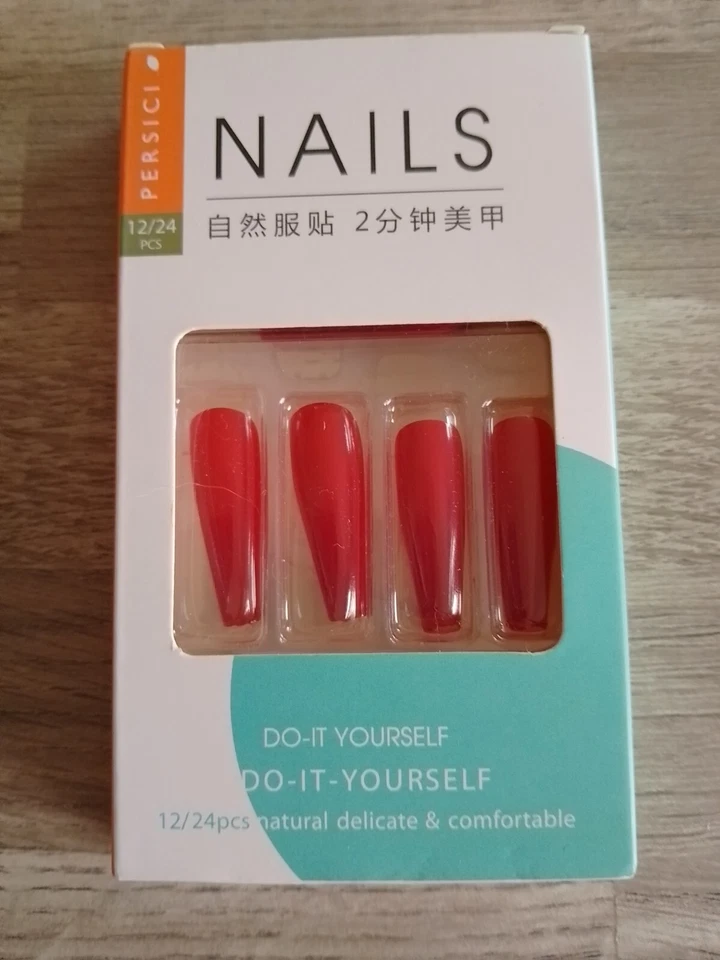 PERSICI
12/24
PCS
NAILS
自然服贴 2分钟美甲
DO-IT YOURSELF
DO-IT-YOURSELF
12/24pcs natural delicate & comfortable